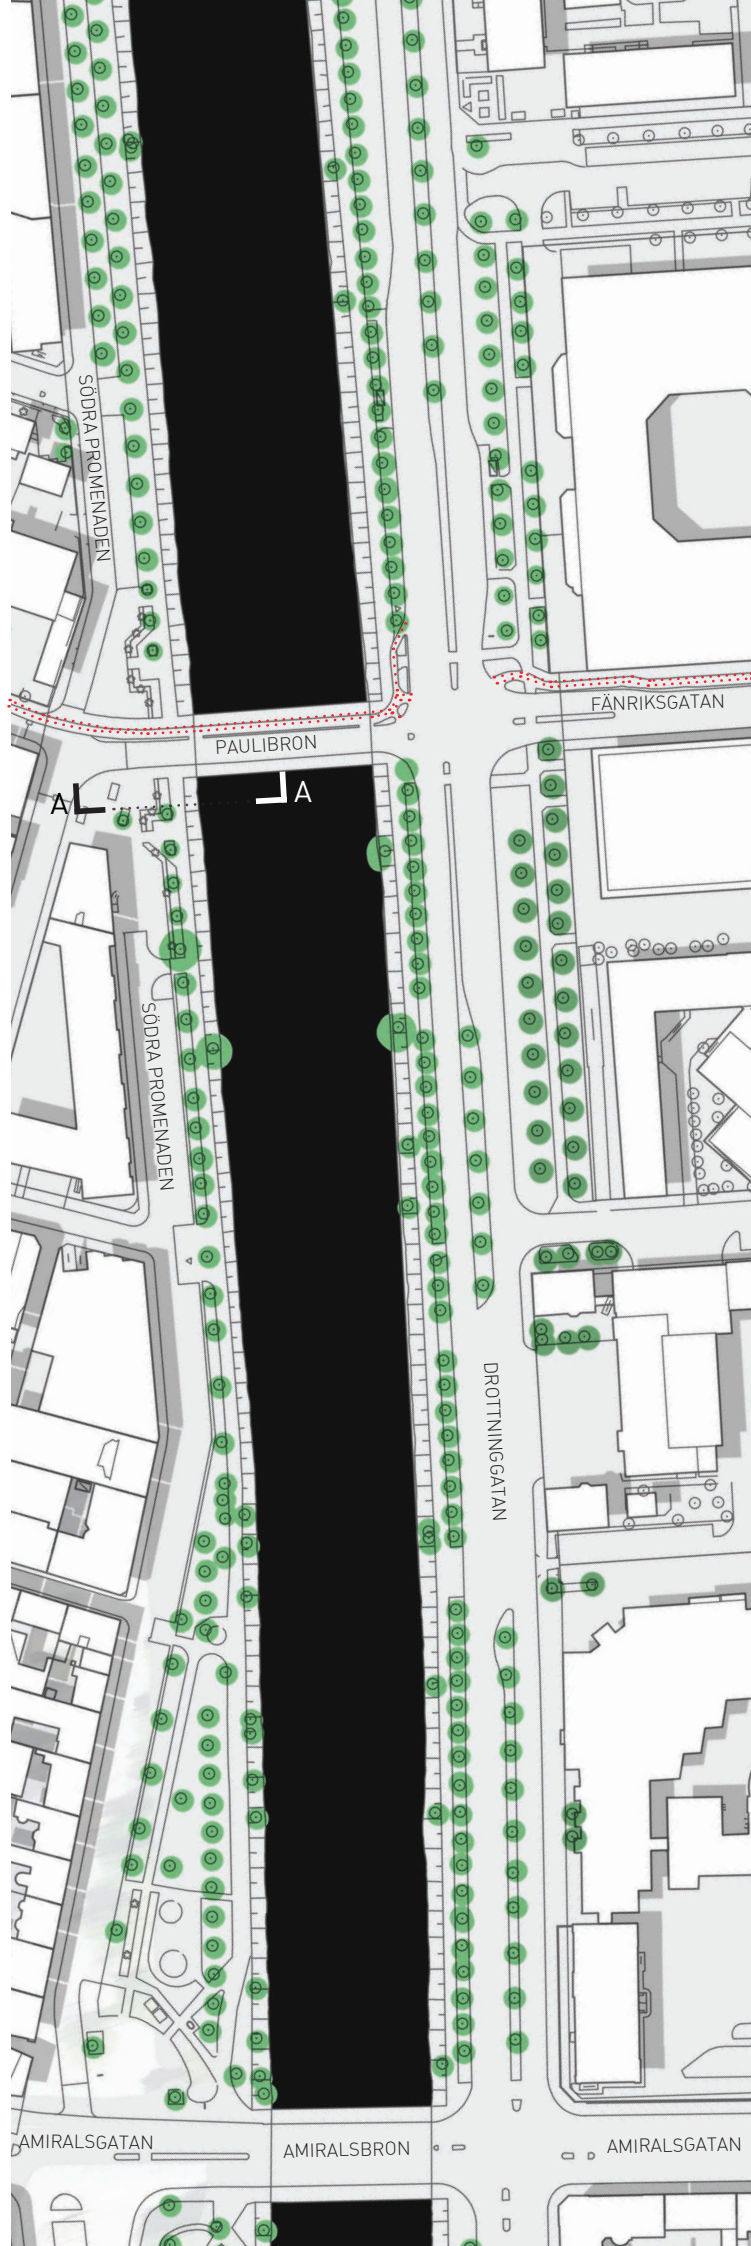 SÖDRA PROMENADEN
FÄNRIKSGATAN
PAULIBRON
A
A
SÖDRA PROMENADEN
DROTTNINGGATAN
AMIRALSGATAN
AMIRALSBRON
AMIRALSGATAN